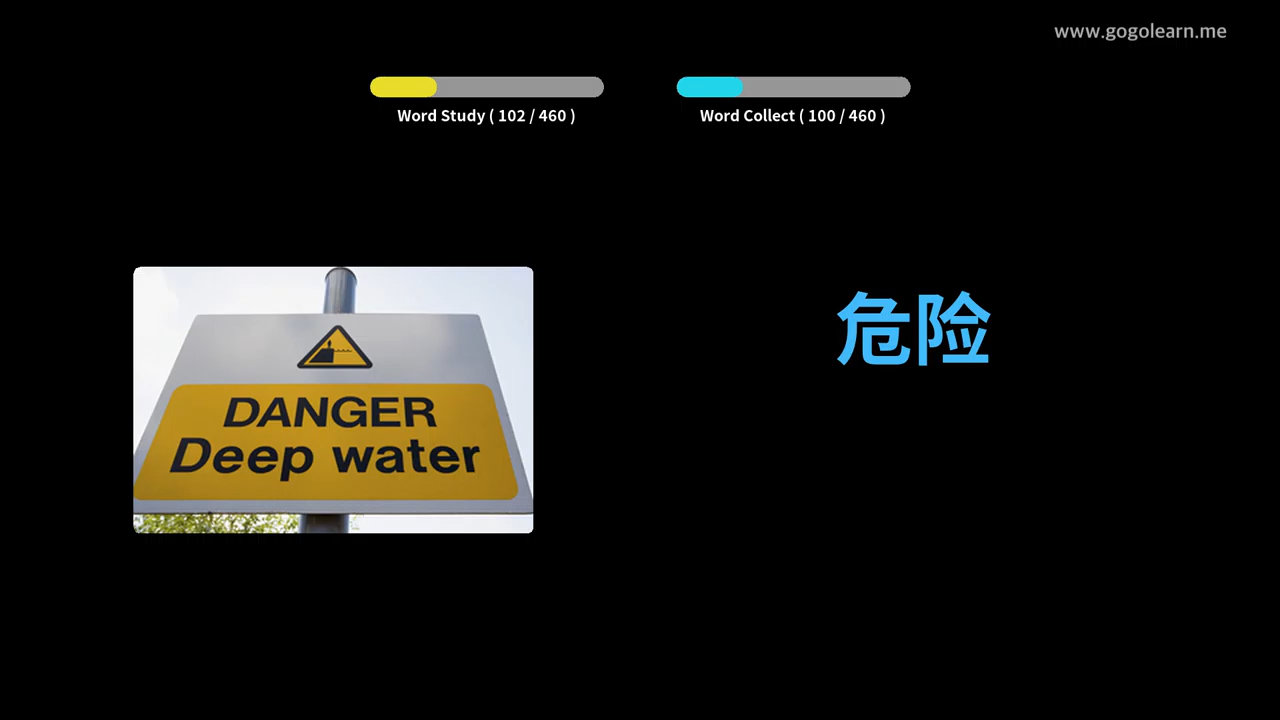 www.gogolearn.me
Word Study ( 102 / 460 )
Word Collect ( 100 / 460 )
危险
DANGER
Deep water